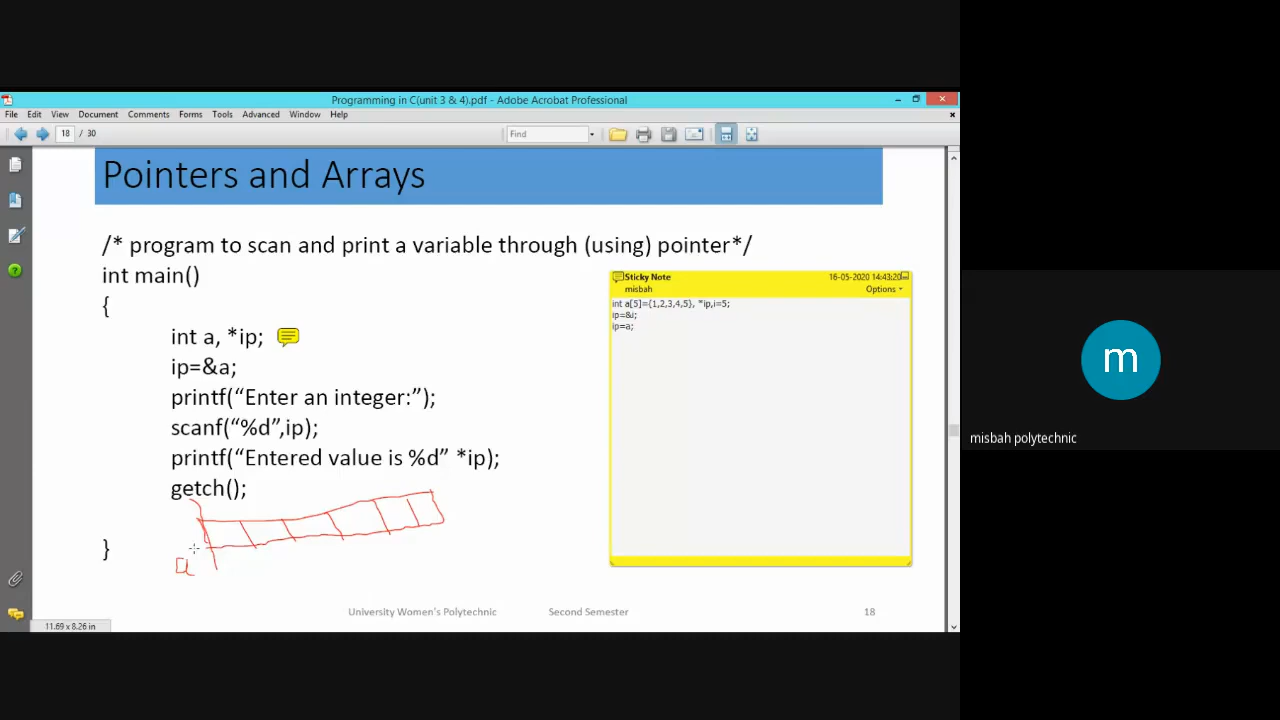 Programming in C(unit 3 & 4).pdf - Adobe Acrobat Professional
File Edit View Document Comments Forms Tools Advanced Window Help
18 / 30
Find
Pointers and Arrays
/* program to scan and print a variable through (using) pointer*/
int main()
{
int a, *ip;
ip=&a;
printf(“Enter an integer:”);
scanf(“%d”,ip);
printf(“Entered value is %d” *ip);
getch();
}
a
Sticky Note 16-05-2020 14:43:20
misbah Options
int a[5]={1,2,3,4,5}, *ip,i=5;
ip=&i;
ip=a;
University Women’s Polytechnic Second Semester 18
11.69 x 8.26 in
m
misbah polytechnic